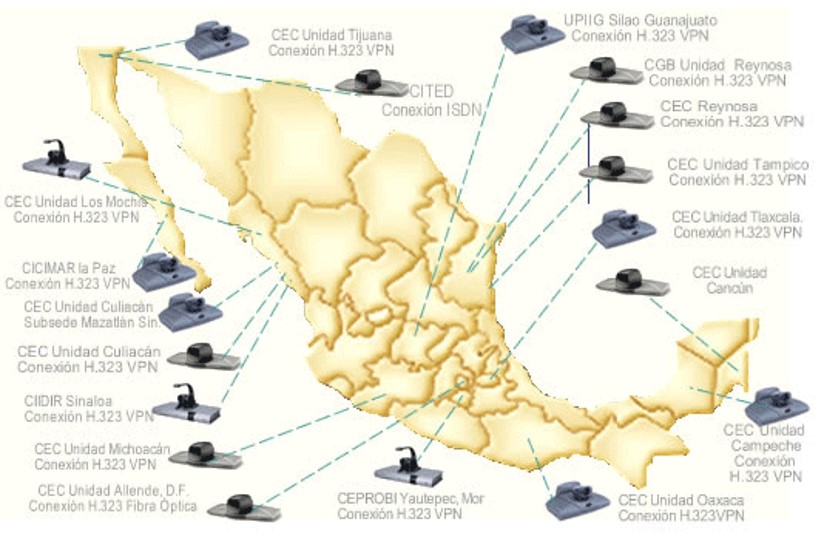 CEC Unidad Tijuana
Conexión H.323 VPN
UPIIG Silao Guanajuato
Conexión H.323 VPN
CITED
Conexión ISDN
CGB Unidad Reynosa
Conexión H.323 VPN
CEC Reynosa
Conexión H.323 VPN
CEC Unidad Tampico
Conexión H.323 VPN
CEC Unidad Los Mochis
Conexión H.323 VPN
CEC Unidad Tlaxcala.
Conexión H.323 VPN
CICIMAR la Paz
Conexión H.323 VPN
CEC Unidad
Cancún
CEC Unidad Culiacàn
Subsede Mazatlàn Sin.
CEC Unidad Culiacán
Conexión H.323 VPN
CIIDIR Sinaloa
Conexión H.323 VPN
CEC Unidad
Campeche
Conexión
H.323 VPN
CEC Unidad Michoacán
Conexión H.323 VPN
CEC Unidad Allende, D.F.
Conexión H.323 Fibra Óptica
CEPROBI Yautepec, Mor
Conexión H.323 VPN
CEC Unidad Oaxaca
Conexión H.323VPN